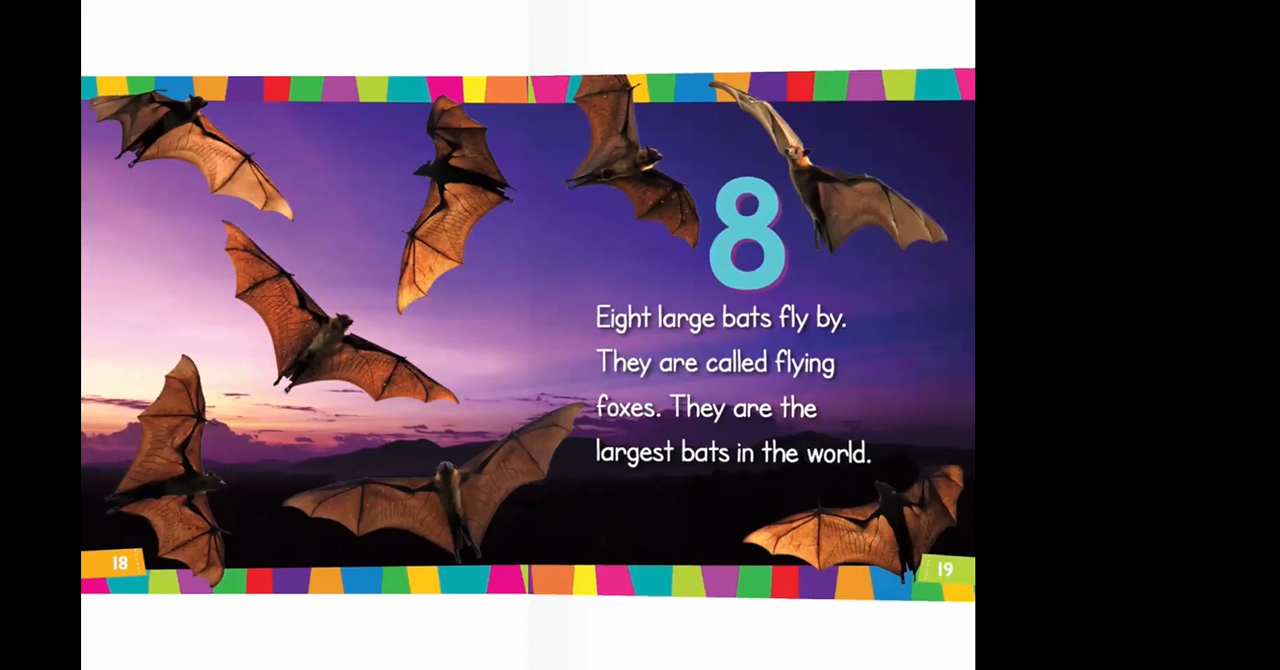 8
Eight large bats fly by.
They are called flying
foxes. They are the
largest bats in the world.
18
19